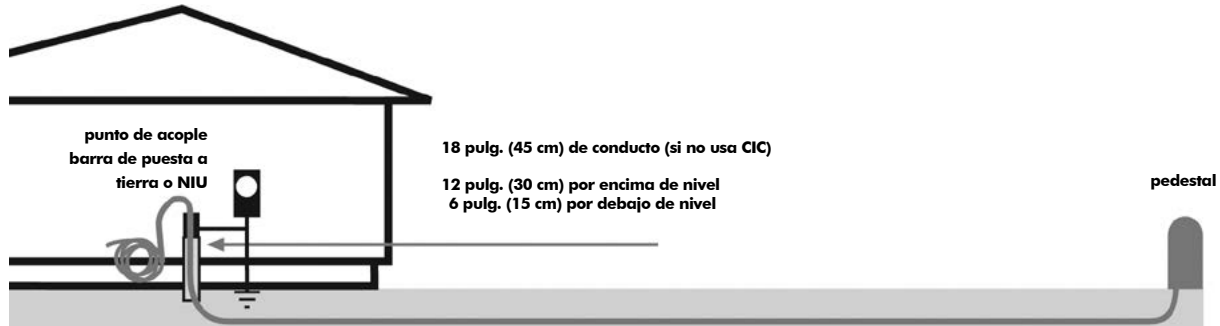 punto de acople
barra de puesta a
tierra o NIU
18 pulg. (45 cm) de conducto (si no usa CIC)
12 pulg. (30 cm) por encima de nivel
6 pulg. (15 cm) por debajo de nivel
pedestal